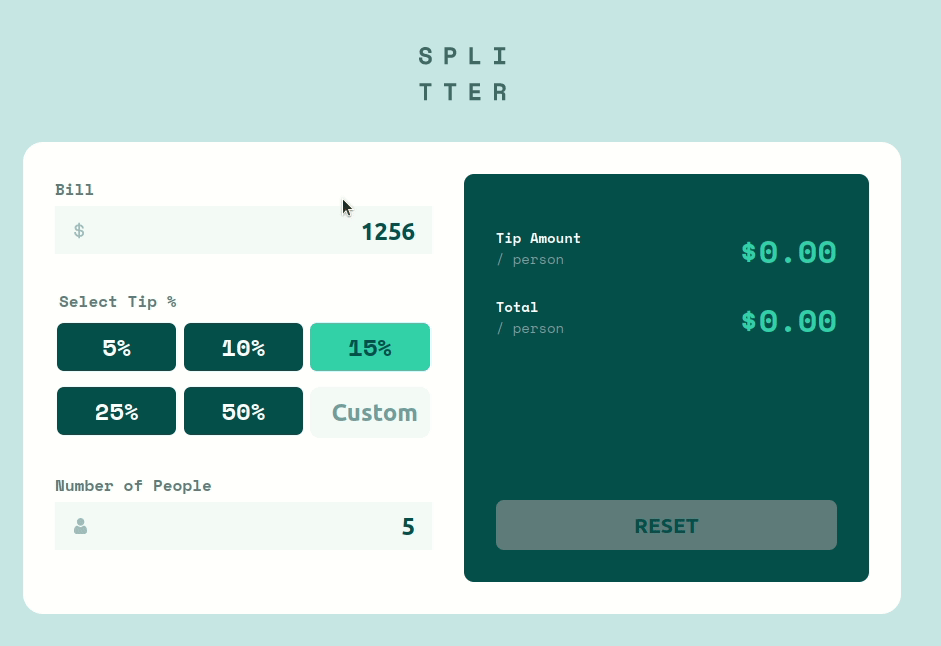 SPLI
TTER
Bill
$ 1256
Select Tip %
5% 10% 15%
25% 50% Custom
Number of People
5
Tip Amount
/ person
$0.00
Total
/ person
$0.00
RESET